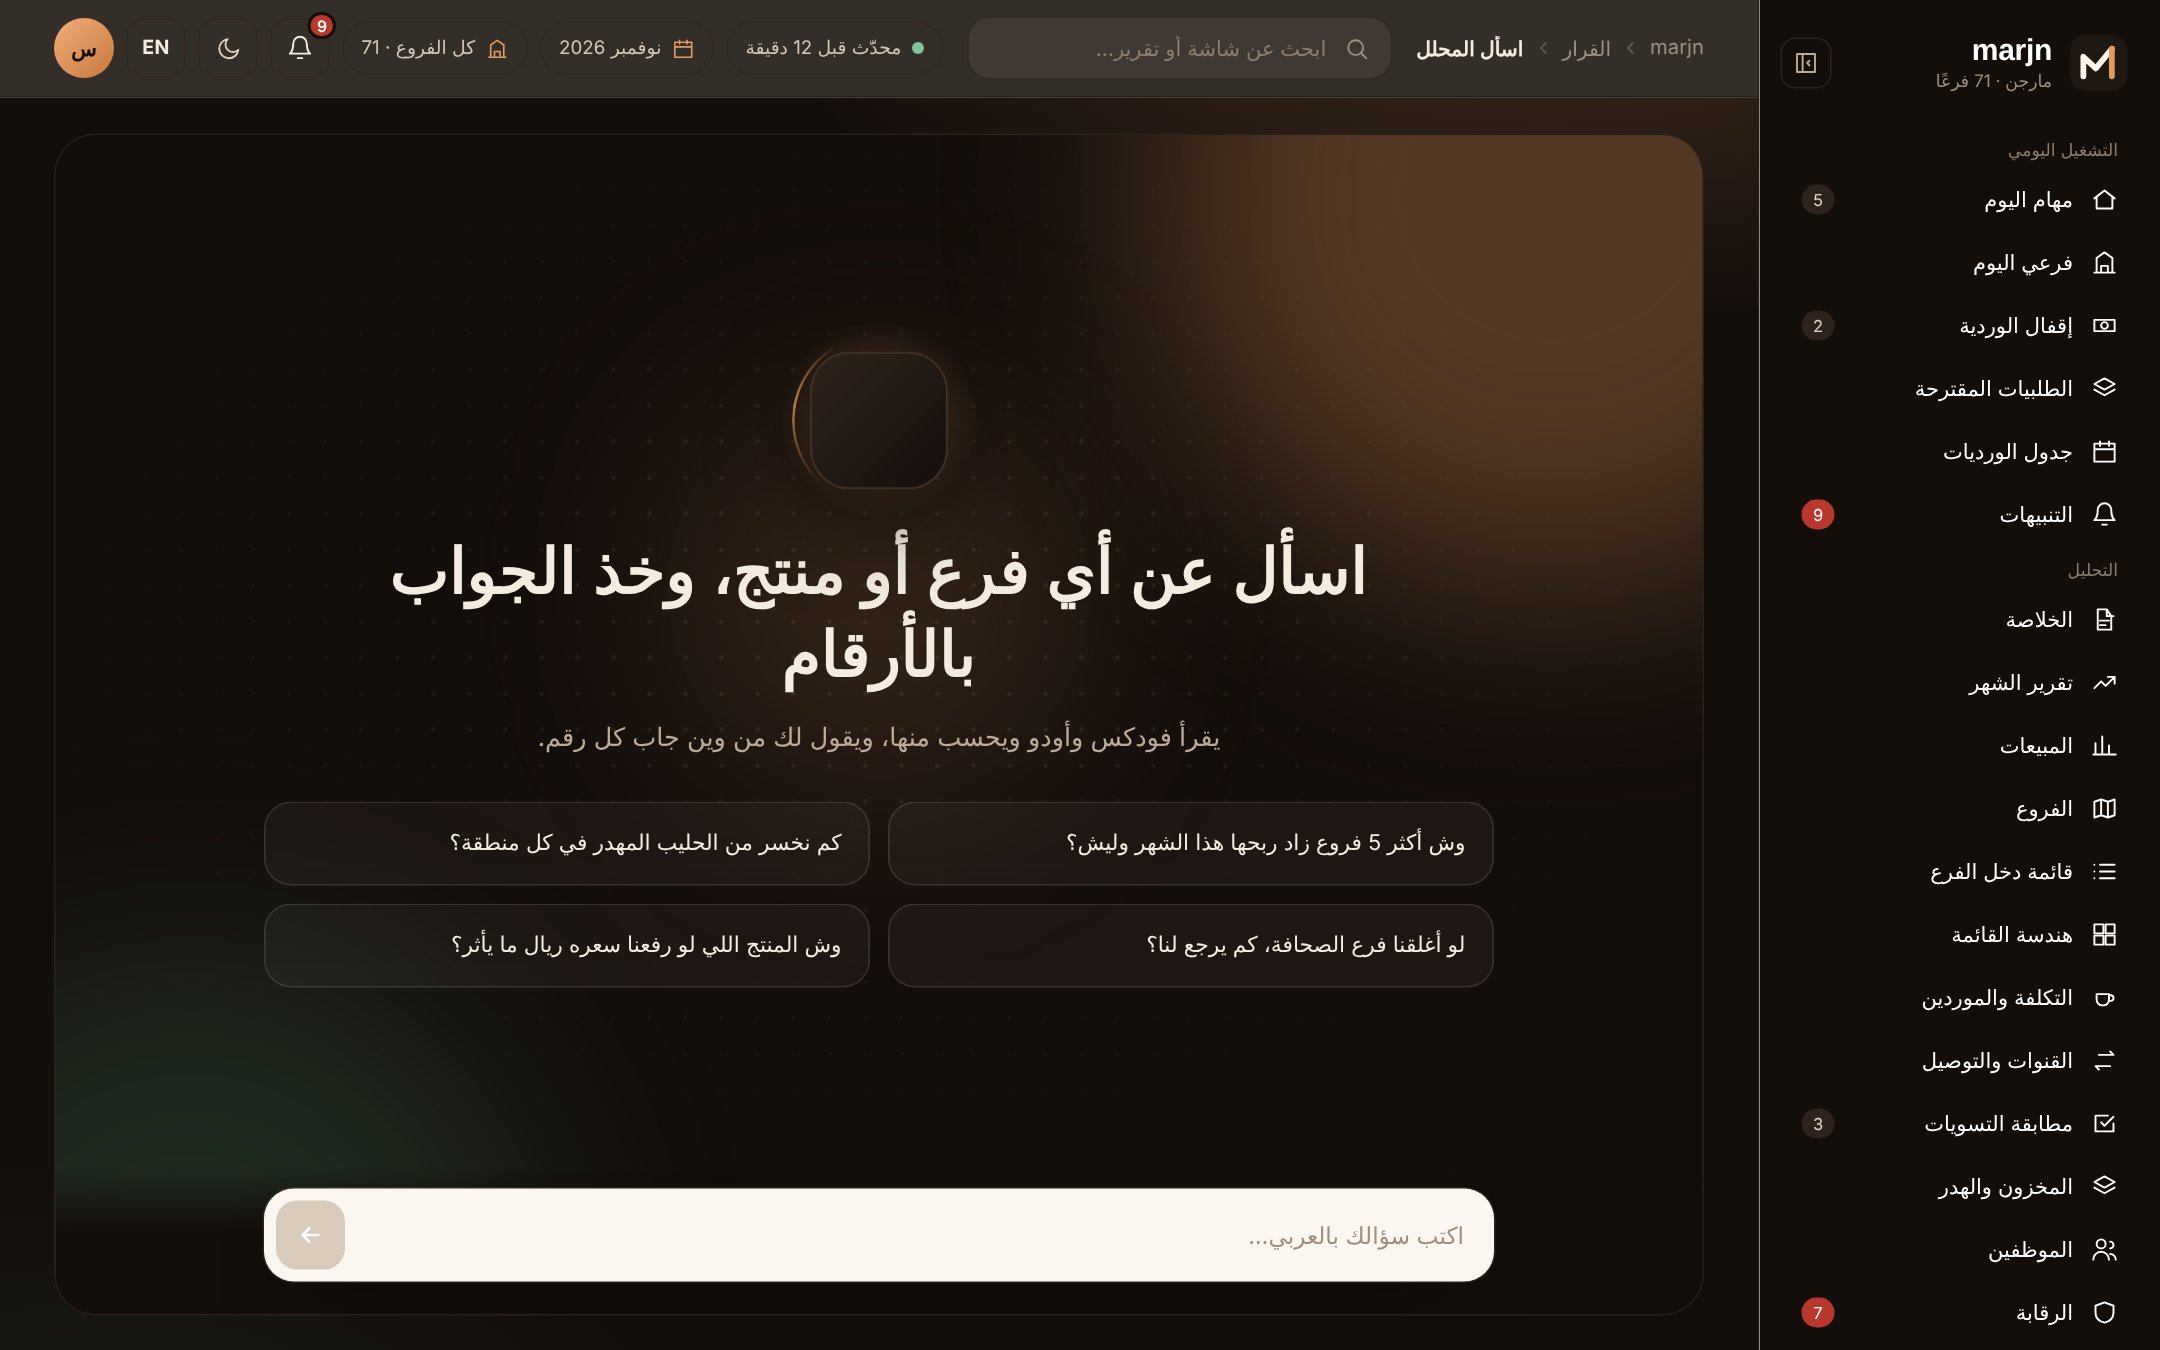 marjn
مارجن · 71 فرعًا
التشغيل اليومي
مهام اليوم 5
فرعي اليوم
إقفال الوردية 2
الطلبيات المقترحة
جدول الورديات
التنبيهات 9
التحليل
الخلاصة
تقرير الشهر
المبيعات
الفروع
قائمة دخل الفرع
هندسة القائمة
التكلفة والموردين
القنوات والتوصيل
مطابقة التسويات 3
المخزون والهدر
الموظفين
الرقابة 7
marjn
القرار
اسأل المحلل
ابحث عن شاشة أو تقرير...
محدّث قبل 12 دقيقة
نوفمبر 2026
كل الفروع · 71
9
EN
س
اسأل عن أي فرع أو منتج، وخذ الجواب
بالأرقام
يقرأ فودكس وأودو ويحسب منها، ويقول لك من وين جاب كل رقم.
وش أكثر 5 فروع زاد ربحها هذا الشهر وليش؟
كم نخسر من الحليب المهدر في كل منطقة؟
لو أغلقنا فرع الصحافة، كم يرجع لنا؟
وش المنتج اللي لو رفعنا سعره ريال ما يأثر؟
اكتب سؤالك بالعربي...